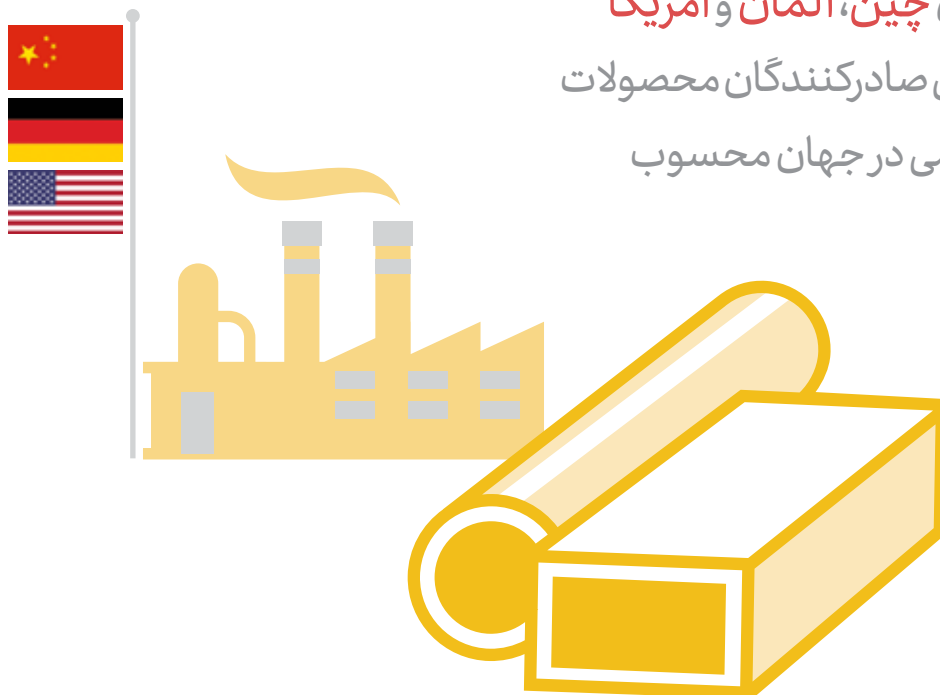 چین، آلمان و آمریکا
صادرکنندگان محصولات
در جهان محسوب